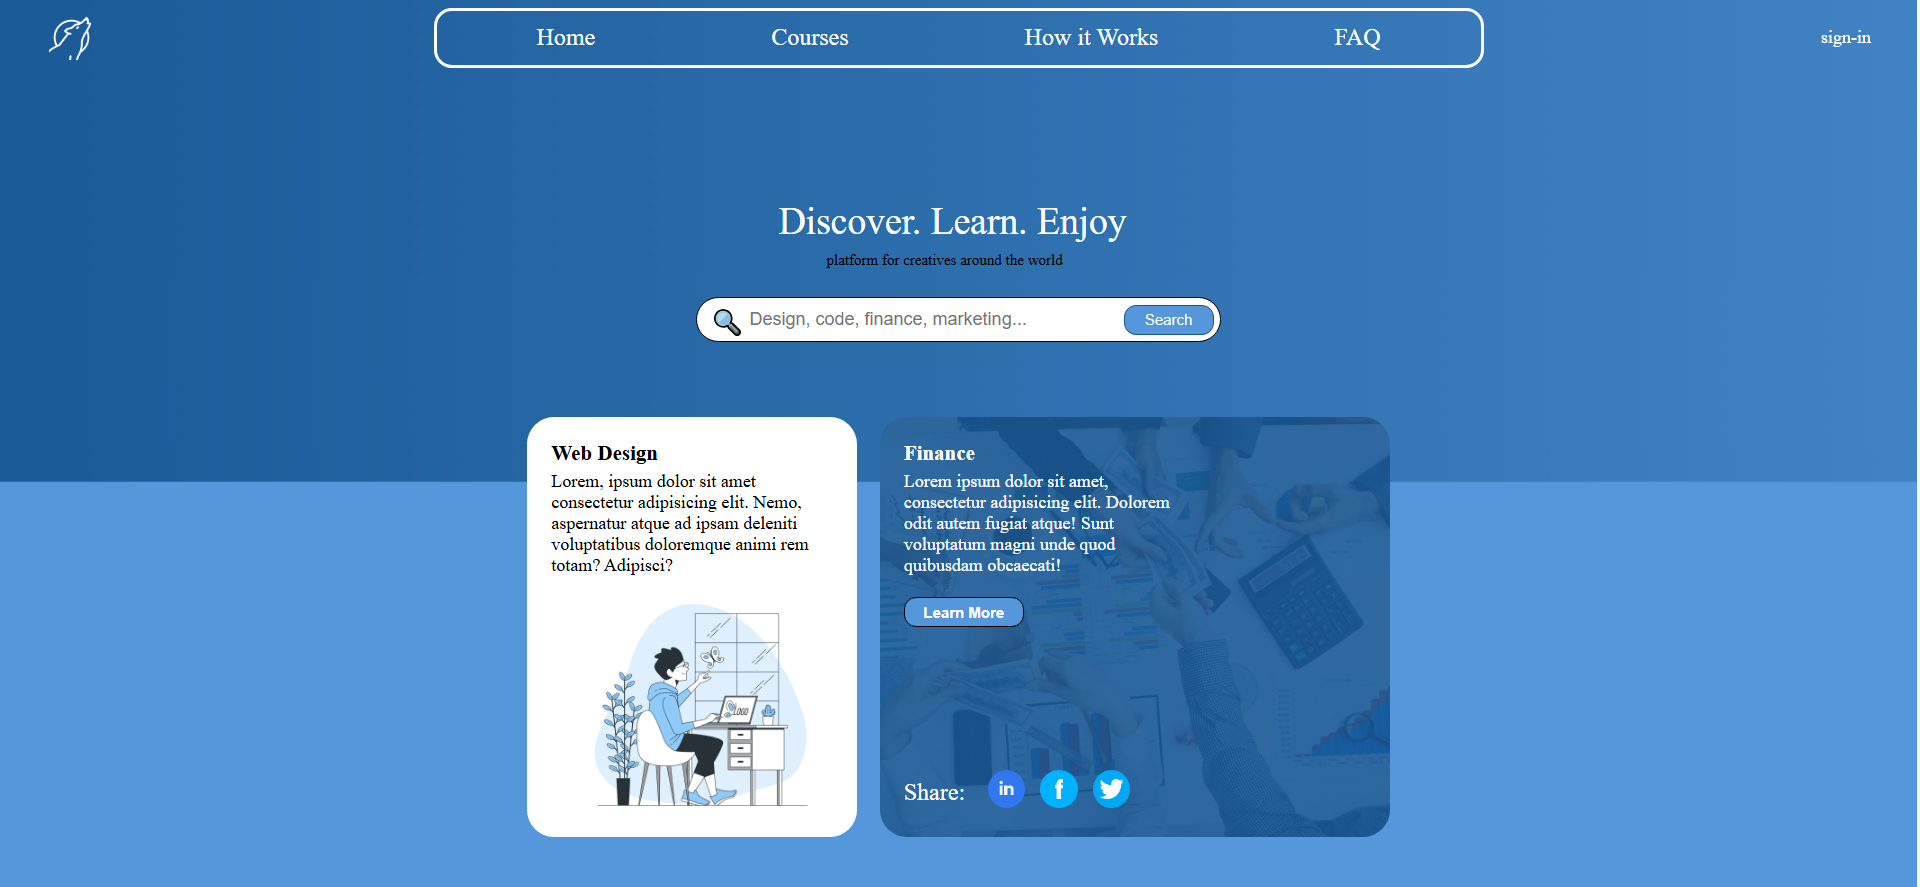 Home
Courses
How it Works
FAQ
sign-in
Discover. Learn. Enjoy
platform for creatives around the world
Design, code, finance, marketing...
Search
Web Design
Lorem, ipsum dolor sit amet
consectetur adipisicing elit. Nemo,
aspernatur atque ad ipsam deleniti
voluptatibus doloremque animi rem
totam? Adipisci?
LOGO
Finance
Lorem ipsum dolor sit amet,
consectetur adipisicing elit. Dolorem
odit autem fugiat atque! Sunt
voluptatum magni unde quod
quibusdam obcaecati!
Learn More
Share:
in
f